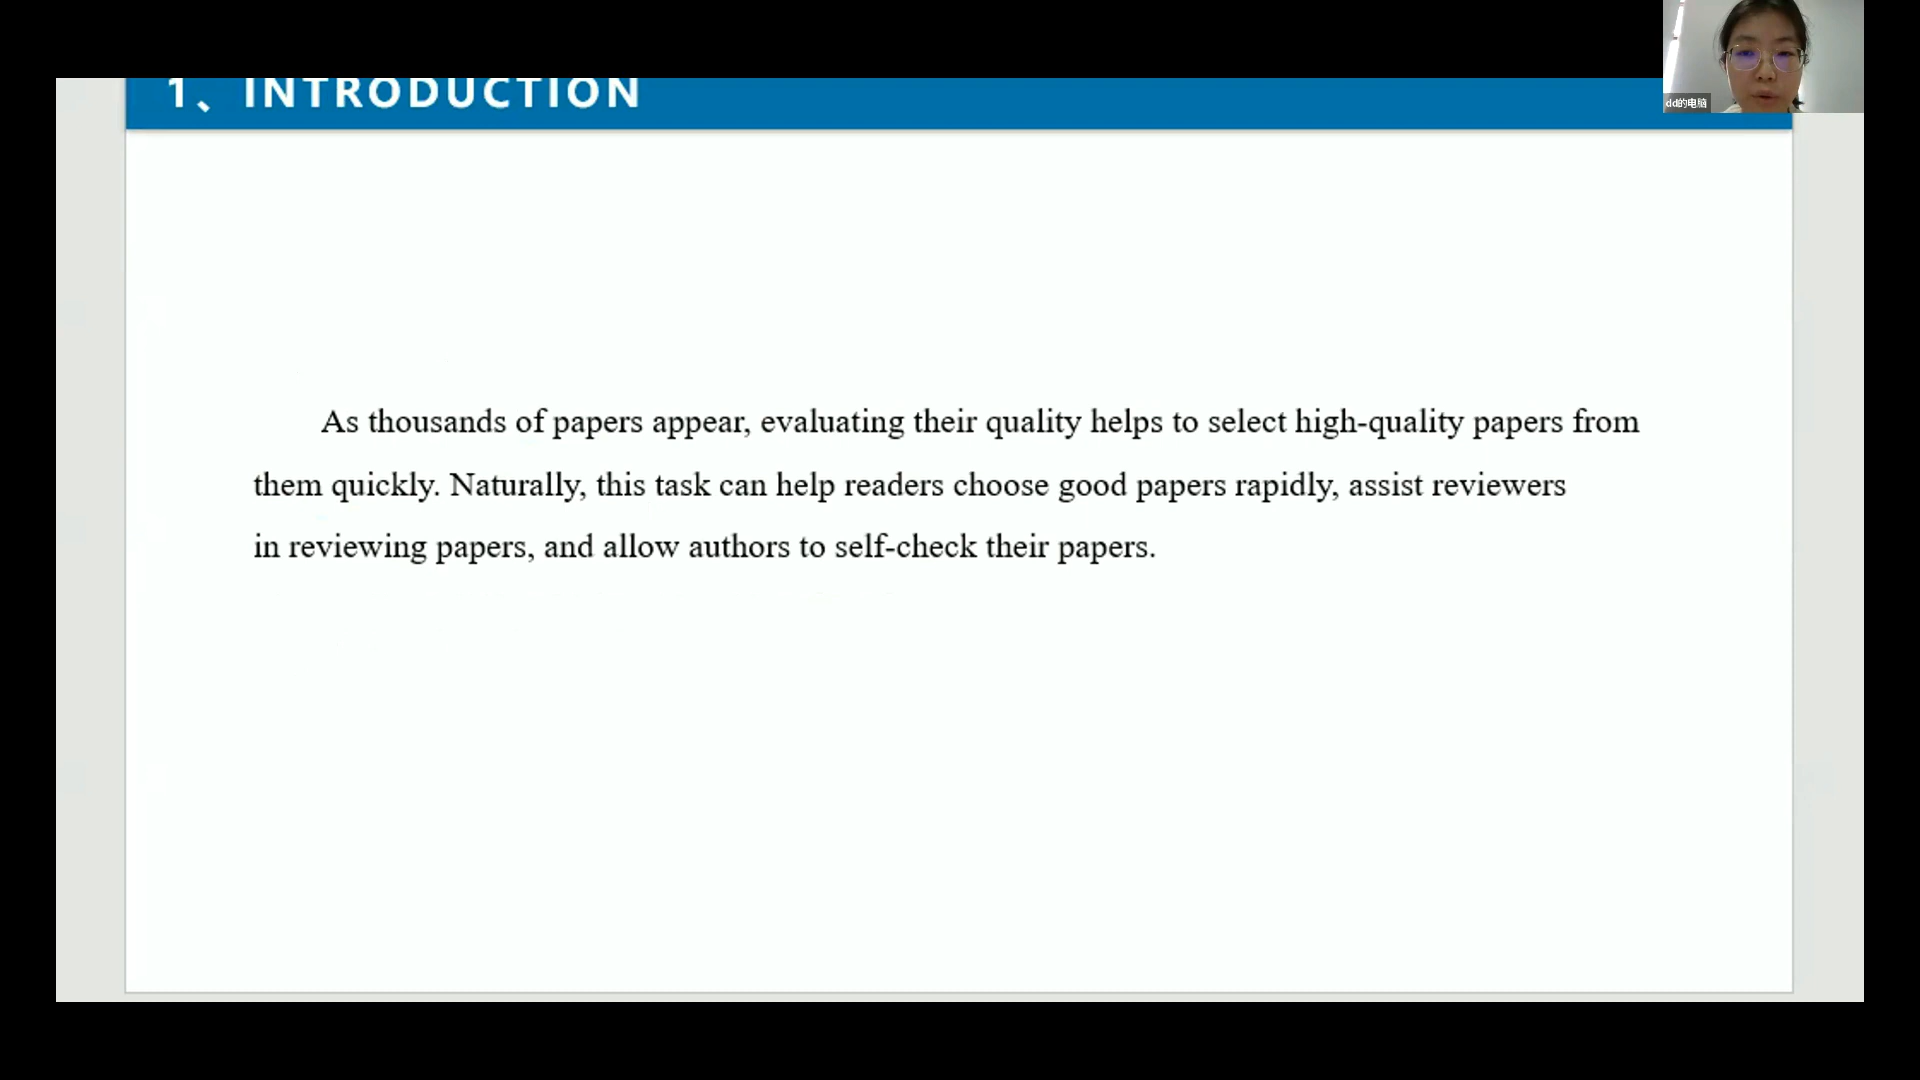 1、INTRODUCTION
dd的电脑
As thousands of papers appear, evaluating their quality helps to select high-quality papers from
them quickly. Naturally, this task can help readers choose good papers rapidly, assist reviewers
in reviewing papers, and allow authors to self-check their papers.